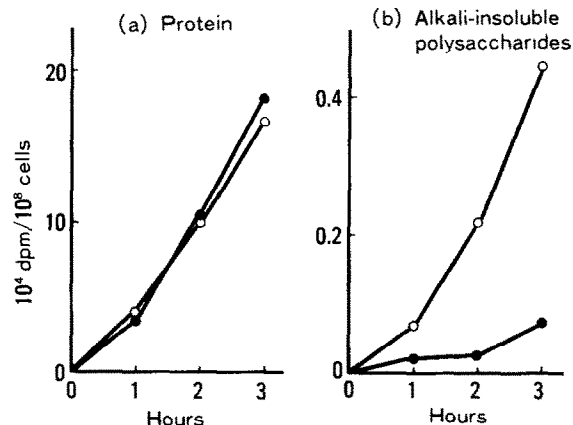 (a) Protein
20
10
0
10⁴ dpm/10⁸ cells
0 1 2 3
Hours
(b) Alkali-insoluble
polysaccharides
0.4
0.2
0
0 1 2 3
Hours